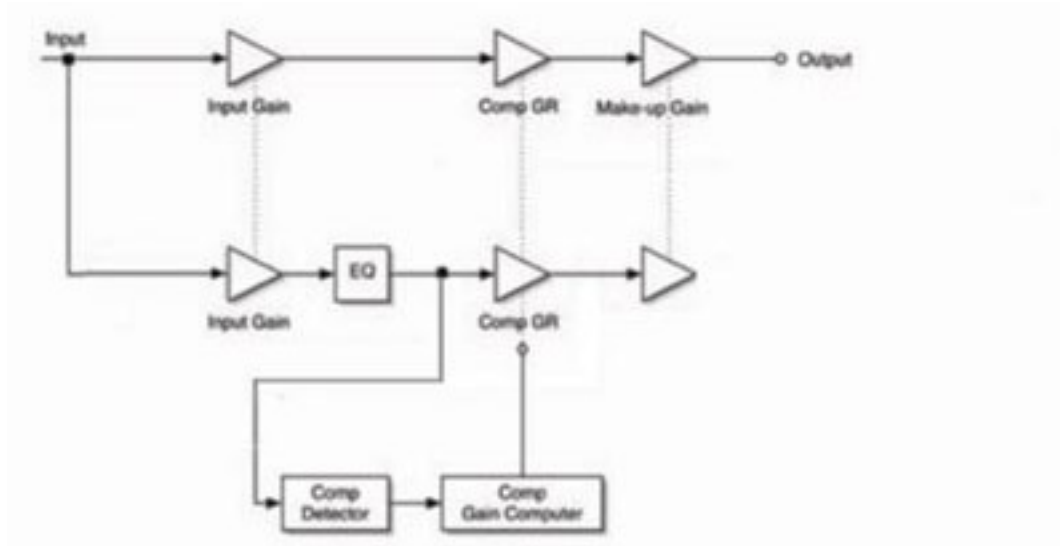 Input
Output
Input Gain
Comp GR
Make-up Gain
EQ
Input Gain
Comp GR
Comp
Detector
Comp
Gain Computer